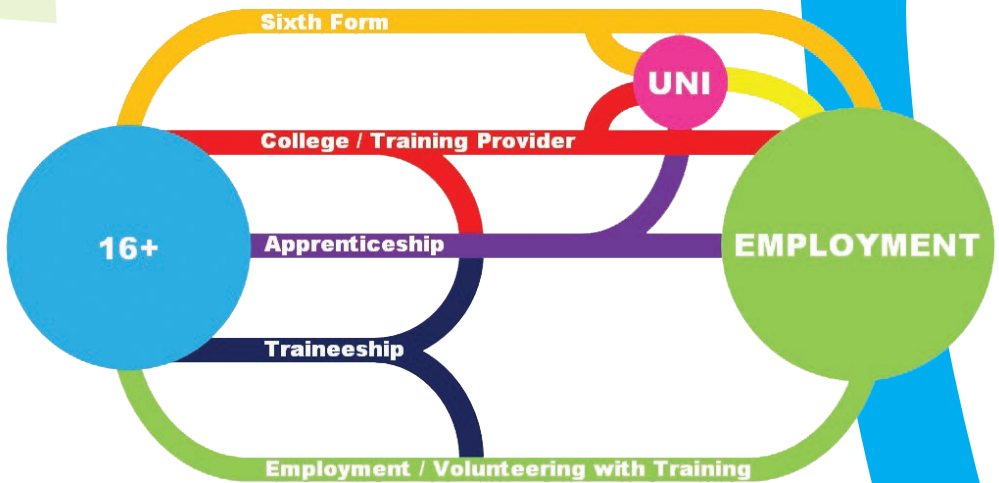 Sixth Form
UNI
College / Training Provider
16+
Apprenticeship
EMPLOYMENT
Traineeship
Employment / Volunteering with Training